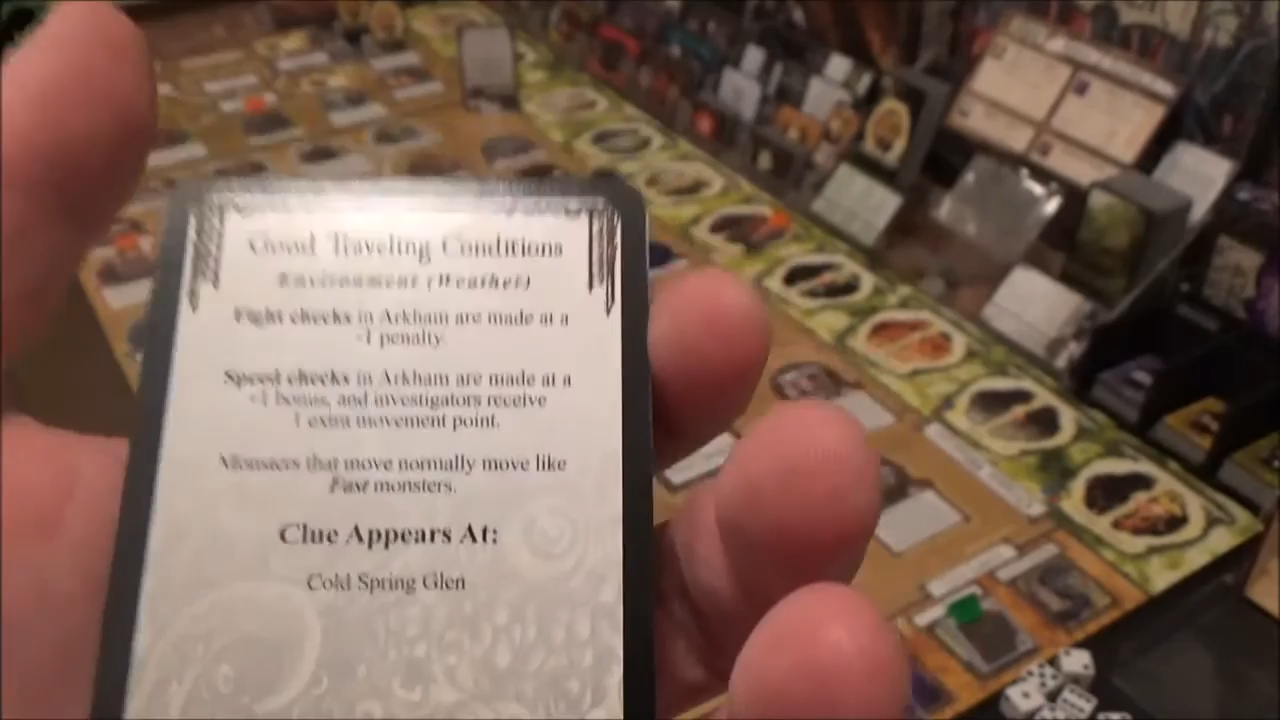 Good Traveling Conditions
Environment (Weather)
Fight checks in Arkham are made at a
-1 penalty.
Speed checks in Arkham are made at a
+1 bonus, and investigators receive
1 extra movement point.
Monsters that move normally move like
Fast monsters.
Clue Appears At:
Cold Spring Glen